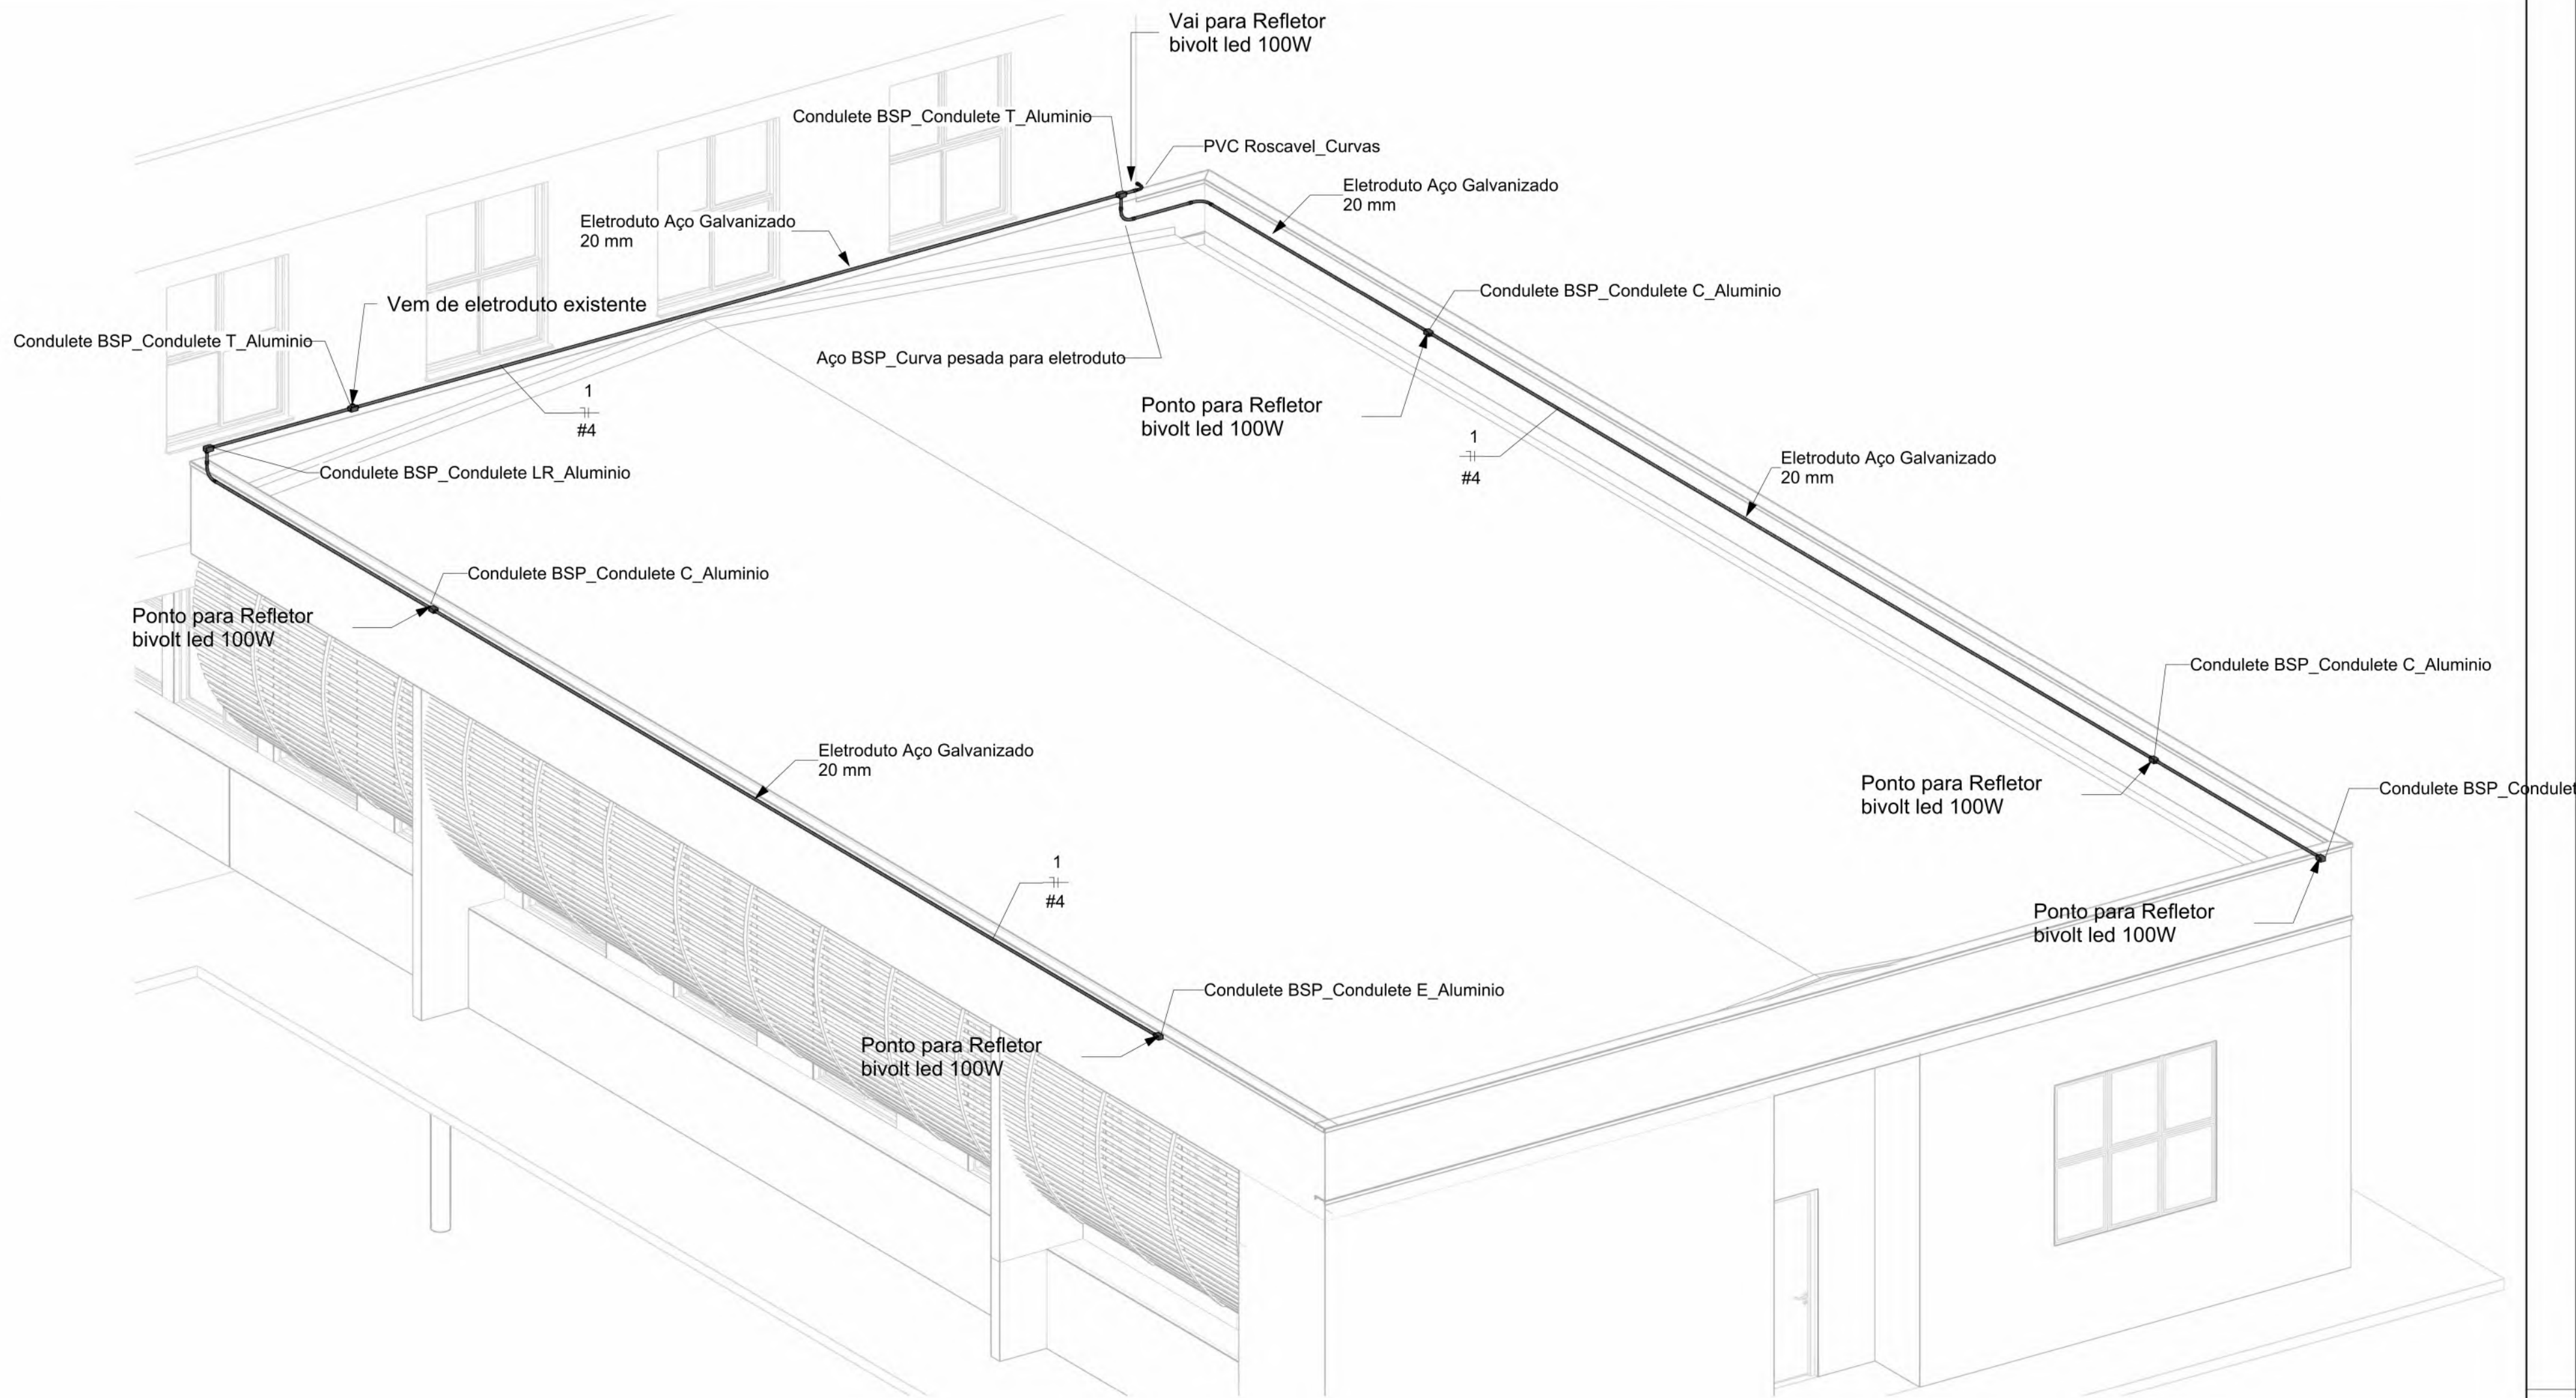 Vai para Refletor
bivolt led 100W
Condulete BSP_Condulete T_Aluminio
PVC Roscavel_Curvas
Eletroduto Aço Galvanizado
20 mm
Eletroduto Aço Galvanizado
20 mm
Condulete BSP_Condulete C_Aluminio
Vem de eletroduto existente
Condulete BSP_Condulete T_Aluminio
Aço BSP_Curva pesada para eletroduto
1
#4
Ponto para Refletor
bivolt led 100W
1
#4
Eletroduto Aço Galvanizado
20 mm
Condulete BSP_Condulete LR_Aluminio
Condulete BSP_Condulete C_Aluminio
Ponto para Refletor
bivolt led 100W
Condulete BSP_Condulete C_Aluminio
Eletroduto Aço Galvanizado
20 mm
Ponto para Refletor
bivolt led 100W
Condulete BSP_Condulet
1
#4
Ponto para Refletor
bivolt led 100W
Condulete BSP_Condulete E_Aluminio
Ponto para Refletor
bivolt led 100W